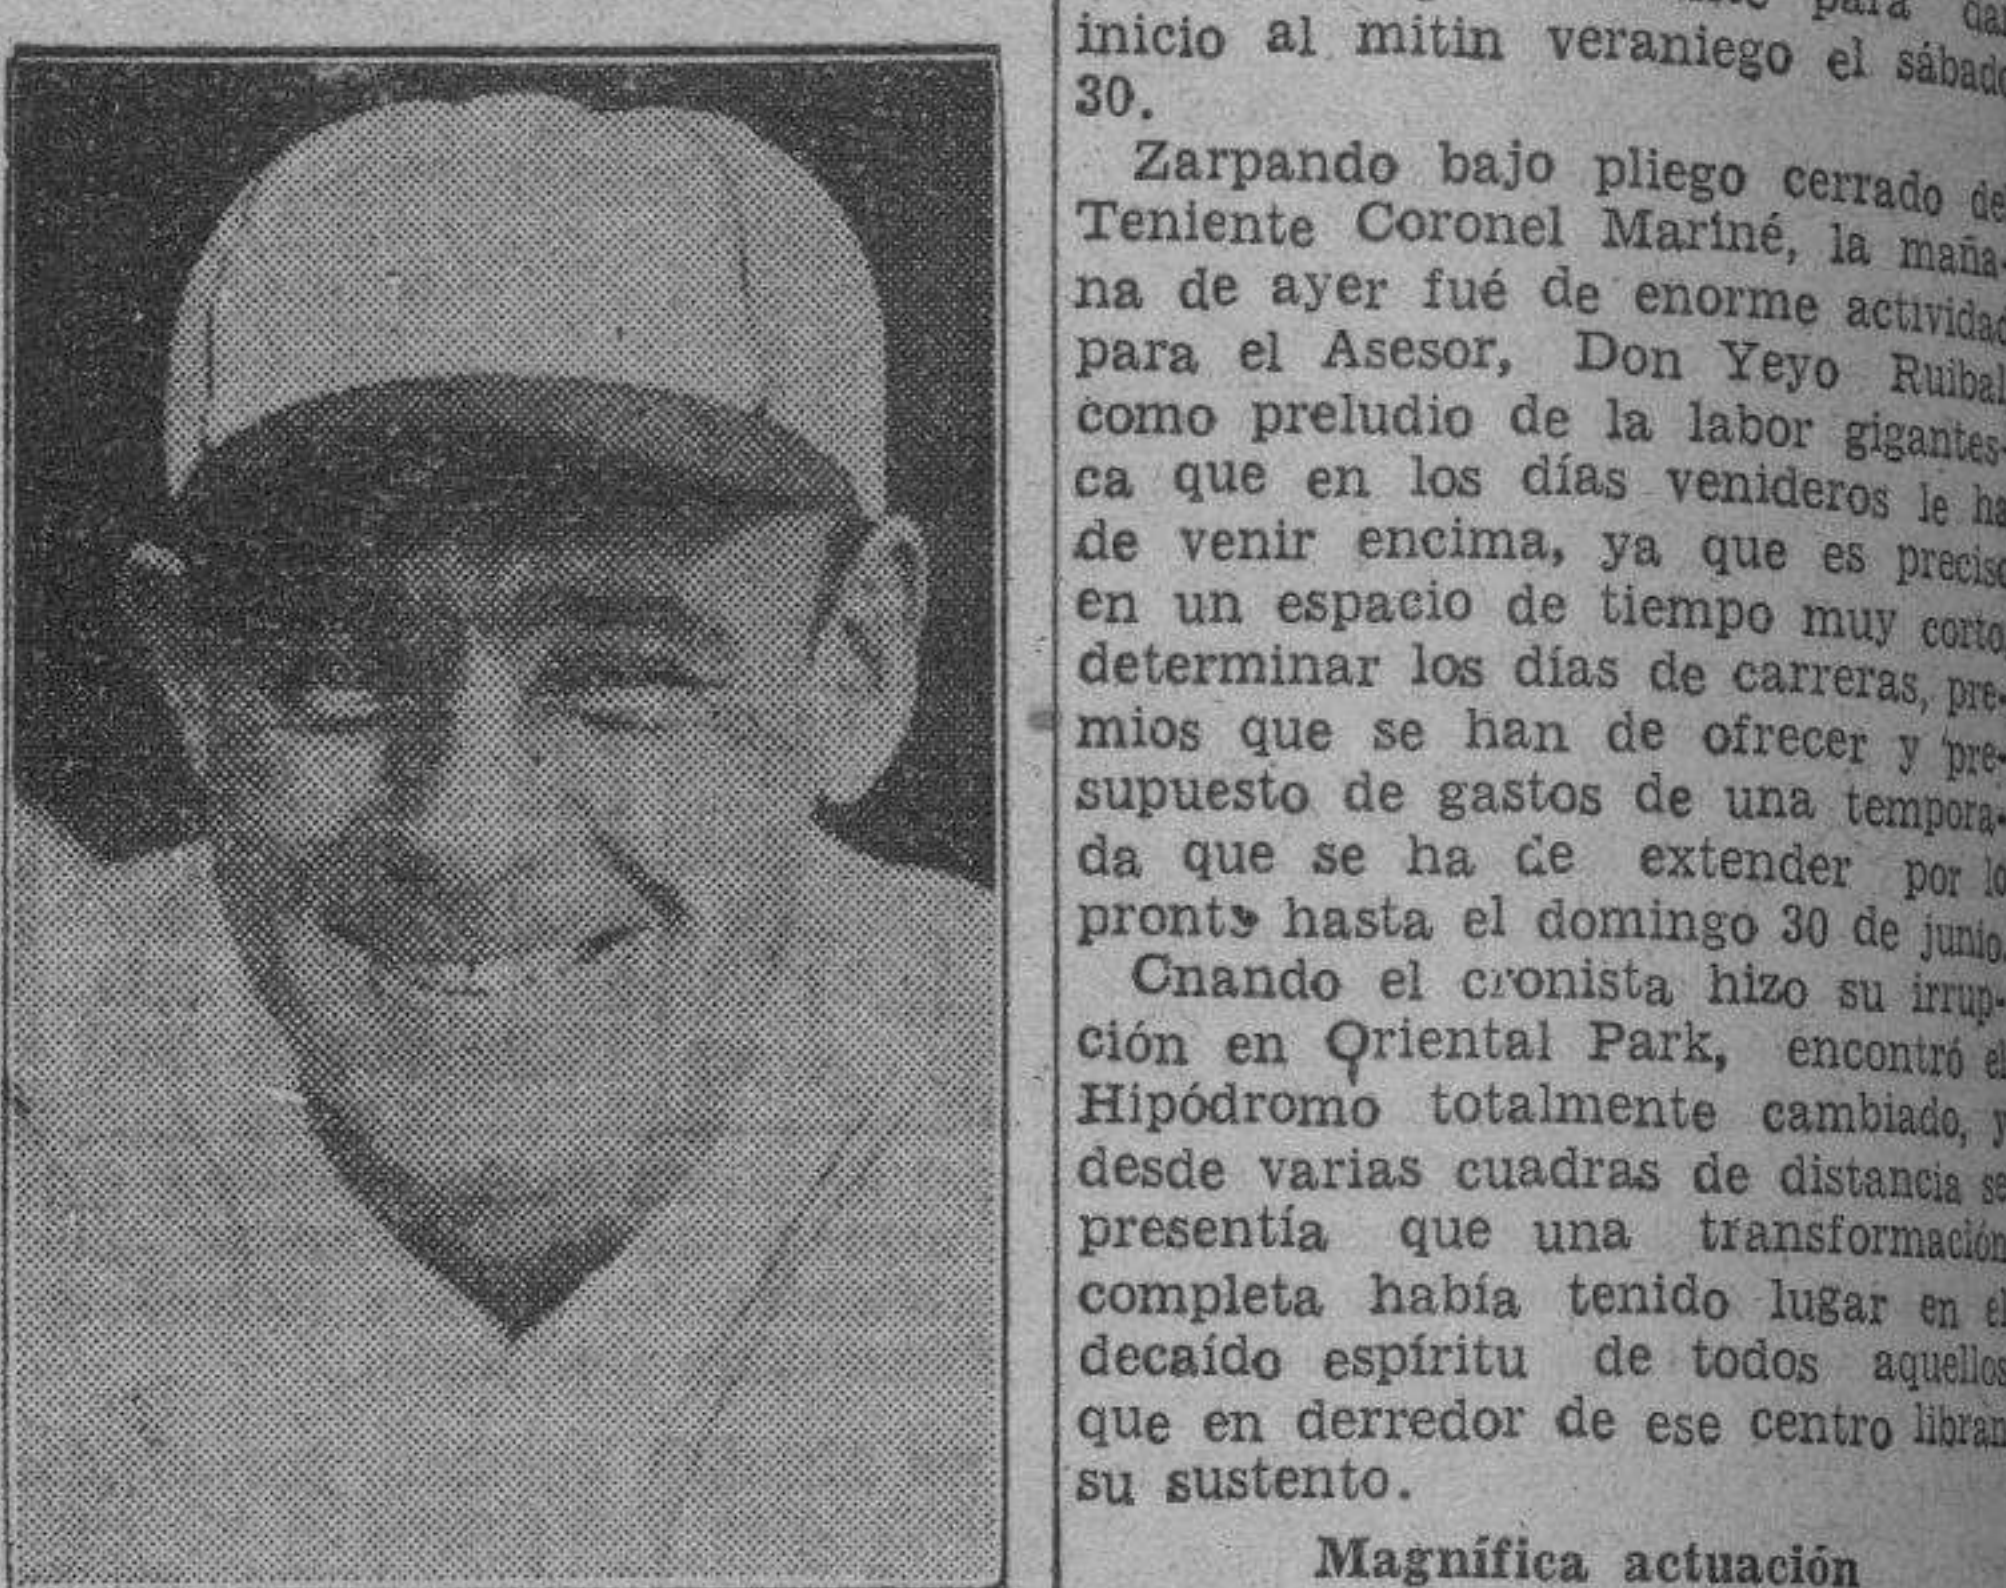 para
inicio al mitin veraniego el sábado
30.
Zarpando bajo pliego cerrado de
Teniente Coronel Mariné, la maña-
na de ayer fué de enorme actividad
para el Asesor, Don Yeyo Ruibal
como preludio de la labor gigantes-
ca que en los días venideros le ha
de venir encima, ya que es preciso
en un espacio de tiempo muy corto,
determinar los días de carreras, pre-
mios que se han de ofrecer y pre-
supuesto de gastos de una tempora-
da que se ha de extender por lo
pronto hasta el domingo 30 de junio.
Cnando el cronista hizo su irrup-
ción en Oriental Park, encontró el
Hipódromo totalmente cambiado, y
desde varias cuadras de distancia se
presentía que una transformación
completa había tenido lugar en el
decaído espíritu de todos aquellos
que en derredor de ese centro libran
su sustento.
Magnífica actuación